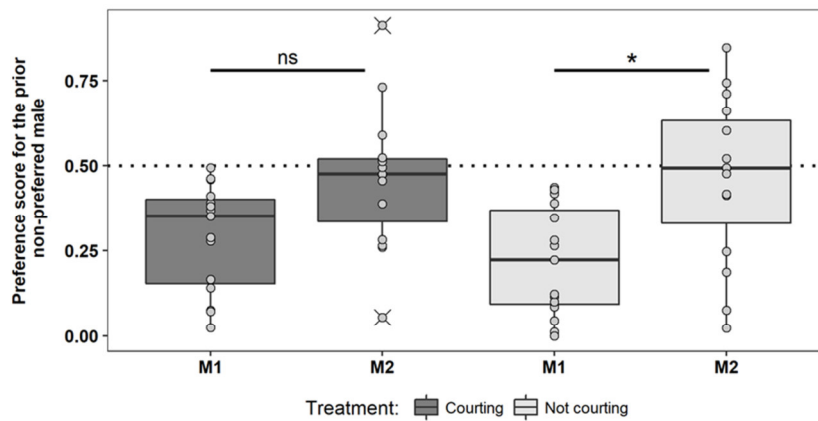 Preference score for the prior
non-preferred male
0.75
0.50
0.25
0.00
ns
*
M1
M2
M1
M2
Treatment: Courting Not courting